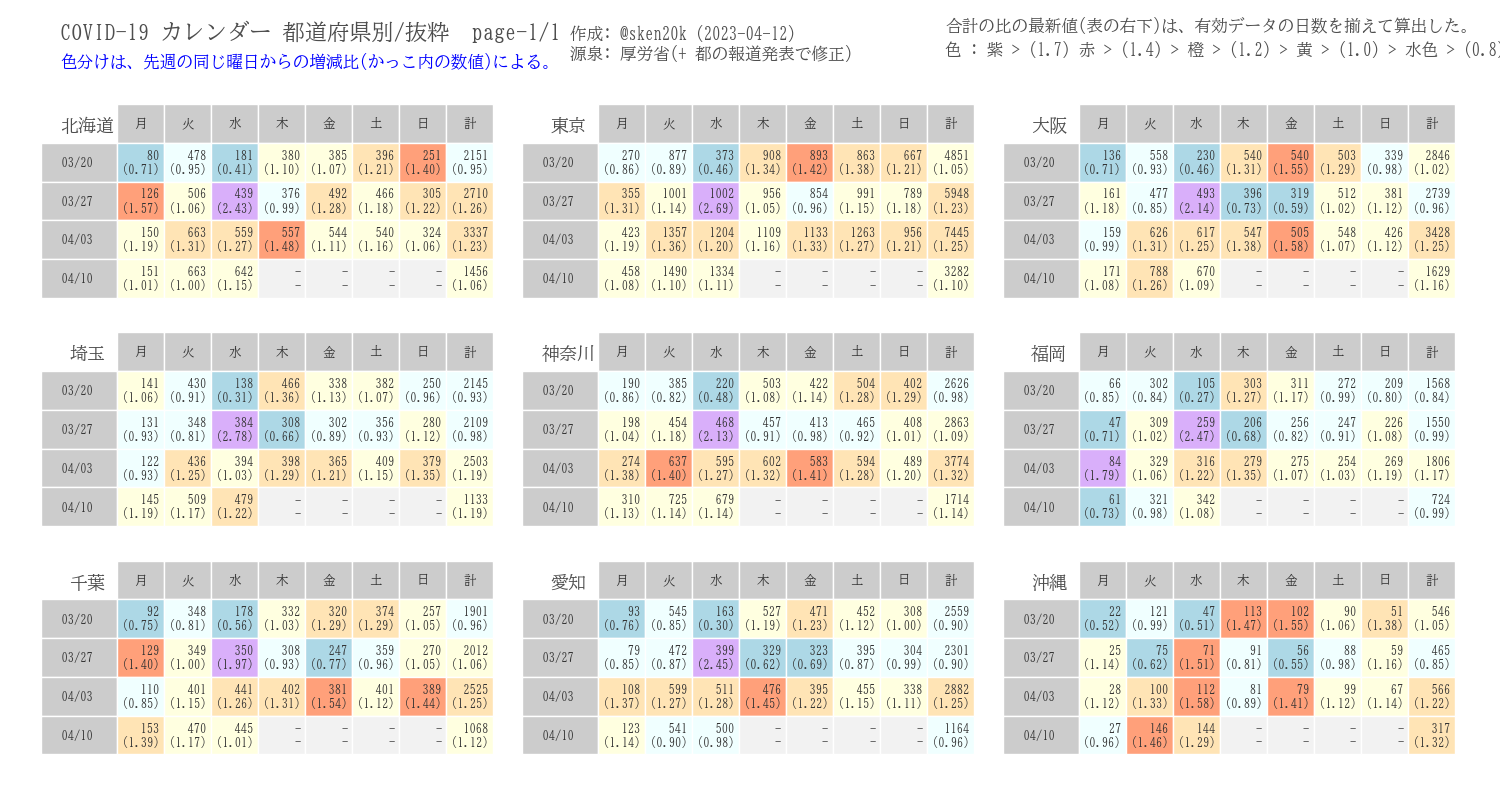 COVID-19 カレンダー 都道府県別/抜粋 page-1/1
作成: @sken20k (2023-04-12)
源泉: 厚労省(+ 都の報道発表で修正)
合計の比の最新値(表の右下)は、有効データの日数を揃えて算出した。
色 : 紫 > (1.7) 赤 > (1.4) 橙 > (1.2) 黄 > (1.0) > 水色 > (0.8)
色分けは、先週の同じ曜日からの増減比(かっこ内の数値)による。
北海道 月 火 水 木 金 土 日 計
03/20 80 478 181 380 385 396 251 2151
(0.71) (0.95) (0.41) (1.10) (1.07) (1.21) (1.40) (0.95)
03/27 126 506 439 376 492 466 305 2710
(1.57) (1.06) (2.43) (0.99) (1.28) (1.18) (1.22) (1.26)
04/03 150 663 559 557 544 540 324 3337
(1.19) (1.31) (1.27) (1.48) (1.11) (1.16) (1.06) (1.23)
04/10 151 663 642 - - - - 1456
(1.01) (1.00) (1.15) - - - - (1.06)
東京 月 火 水 木 金 土 日 計
03/20 270 877 373 908 893 863 667 4851
(0.86) (0.89) (0.46) (1.34) (1.42) (1.38) (1.21) (1.05)
03/27 355 1001 1002 956 854 991 789 5948
(1.31) (1.14) (2.69) (1.05) (0.96) (1.15) (1.18) (1.23)
04/03 423 1357 1204 1109 1133 1263 956 7445
(1.19) (1.36) (1.20) (1.16) (1.33) (1.27) (1.21) (1.25)
04/10 458 1490 1334 - - - - 3282
(1.08) (1.10) (1.11) - - - - (1.10)
大阪 月 火 水 木 金 土 日 計
03/20 136 558 230 540 540 503 339 2846
(0.71) (0.93) (0.46) (1.31) (1.55) (1.29) (0.98) (1.02)
03/27 161 477 493 396 319 512 381 2739
(1.18) (0.85) (2.14) (0.73) (0.59) (1.02) (1.12) (0.96)
04/03 159 626 617 547 505 548 426 3428
(0.99) (1.31) (1.25) (1.38) (1.58) (1.07) (1.12) (1.25)
04/10 171 788 670 - - - - 1629
(1.08) (1.26) (1.09) - - - - (1.16)
埼玉 月 火 水 木 金 土 日 計
03/20 141 430 138 466 338 382 250 2145
(1.06) (0.91) (0.31) (1.36) (1.13) (1.07) (0.96) (0.93)
03/27 131 348 384 308 302 356 280 2109
(0.93) (0.81) (2.78) (0.66) (0.89) (0.93) (1.12) (0.98)
04/03 122 436 394 398 365 409 379 2503
(0.93) (1.25) (1.03) (1.29) (1.21) (1.15) (1.35) (1.19)
04/10 145 509 479 - - - - 1133
(1.19) (1.17) (1.22) - - - - (1.19)
神奈川 月 火 水 木 金 土 日 計
03/20 190 385 220 503 422 504 402 2626
(0.86) (0.82) (0.48) (1.08) (1.14) (1.28) (1.29) (0.98)
03/27 198 454 468 457 413 465 408 2863
(1.04) (1.18) (2.13) (0.91) (0.98) (0.92) (1.01) (1.09)
04/03 274 637 595 602 583 594 489 3774
(1.38) (1.40) (1.27) (1.32) (1.41) (1.28) (1.20) (1.32)
04/10 310 725 679 - - - - 1714
(1.13) (1.14) (1.14) - - - - (1.14)
福岡 月 火 水 木 金 土 日 計
03/20 66 302 105 303 311 272 209 1568
(0.85) (0.84) (0.27) (1.27) (1.17) (0.99) (0.80) (0.84)
03/27 47 309 259 206 256 247 226 1550
(0.71) (1.02) (2.47) (0.68) (0.82) (0.91) (1.08) (0.99)
04/03 84 329 316 279 275 254 269 1806
(1.79) (1.06) (1.22) (1.35) (1.07) (1.03) (1.19) (1.17)
04/10 61 321 342 - - - - 724
(0.73) (0.98) (1.08) - - - - (0.99)
千葉 月 火 水 木 金 土 日 計
03/20 92 348 178 332 320 374 257 1901
(0.75) (0.81) (0.56) (1.03) (1.29) (1.29) (1.05) (0.96)
03/27 129 349 350 308 247 359 270 2012
(1.40) (1.00) (1.97) (0.93) (0.77) (0.96) (1.05) (1.06)
04/03 110 401 441 402 381 401 389 2525
(0.85) (1.15) (1.26) (1.31) (1.54) (1.12) (1.44) (1.25)
04/10 153 470 445 - - - - 1068
(1.39) (1.17) (1.01) - - - - (1.12)
愛知 月 火 水 木 金 土 日 計
03/20 93 545 163 527 471 452 308 2559
(0.76) (0.85) (0.30) (1.19) (1.23) (1.12) (1.00) (0.90)
03/27 79 472 399 329 323 395 304 2301
(0.85) (0.87) (2.45) (0.62) (0.69) (0.87) (0.99) (0.90)
04/03 108 599 511 476 395 455 338 2882
(1.37) (1.27) (1.28) (1.45) (1.22) (1.15) (1.11) (1.25)
04/10 123 541 500 - - - - 1164
(1.14) (0.90) (0.98) - - - - (0.96)
沖縄 月 火 水 木 金 土 日 計
03/20 22 121 47 113 102 90 51 546
(0.52) (0.99) (0.51) (1.47) (1.55) (1.06) (1.38) (1.05)
03/27 25 75 71 91 56 88 59 465
(1.14) (0.62) (1.51) (0.81) (0.55) (0.98) (1.16) (0.85)
04/03 28 100 112 81 79 99 67 566
(1.12) (1.33) (1.58) (0.89) (1.41) (1.12) (1.14) (1.22)
04/10 27 146 144 - - - - 317
(0.96) (1.46) (1.29) - - - - (1.32)